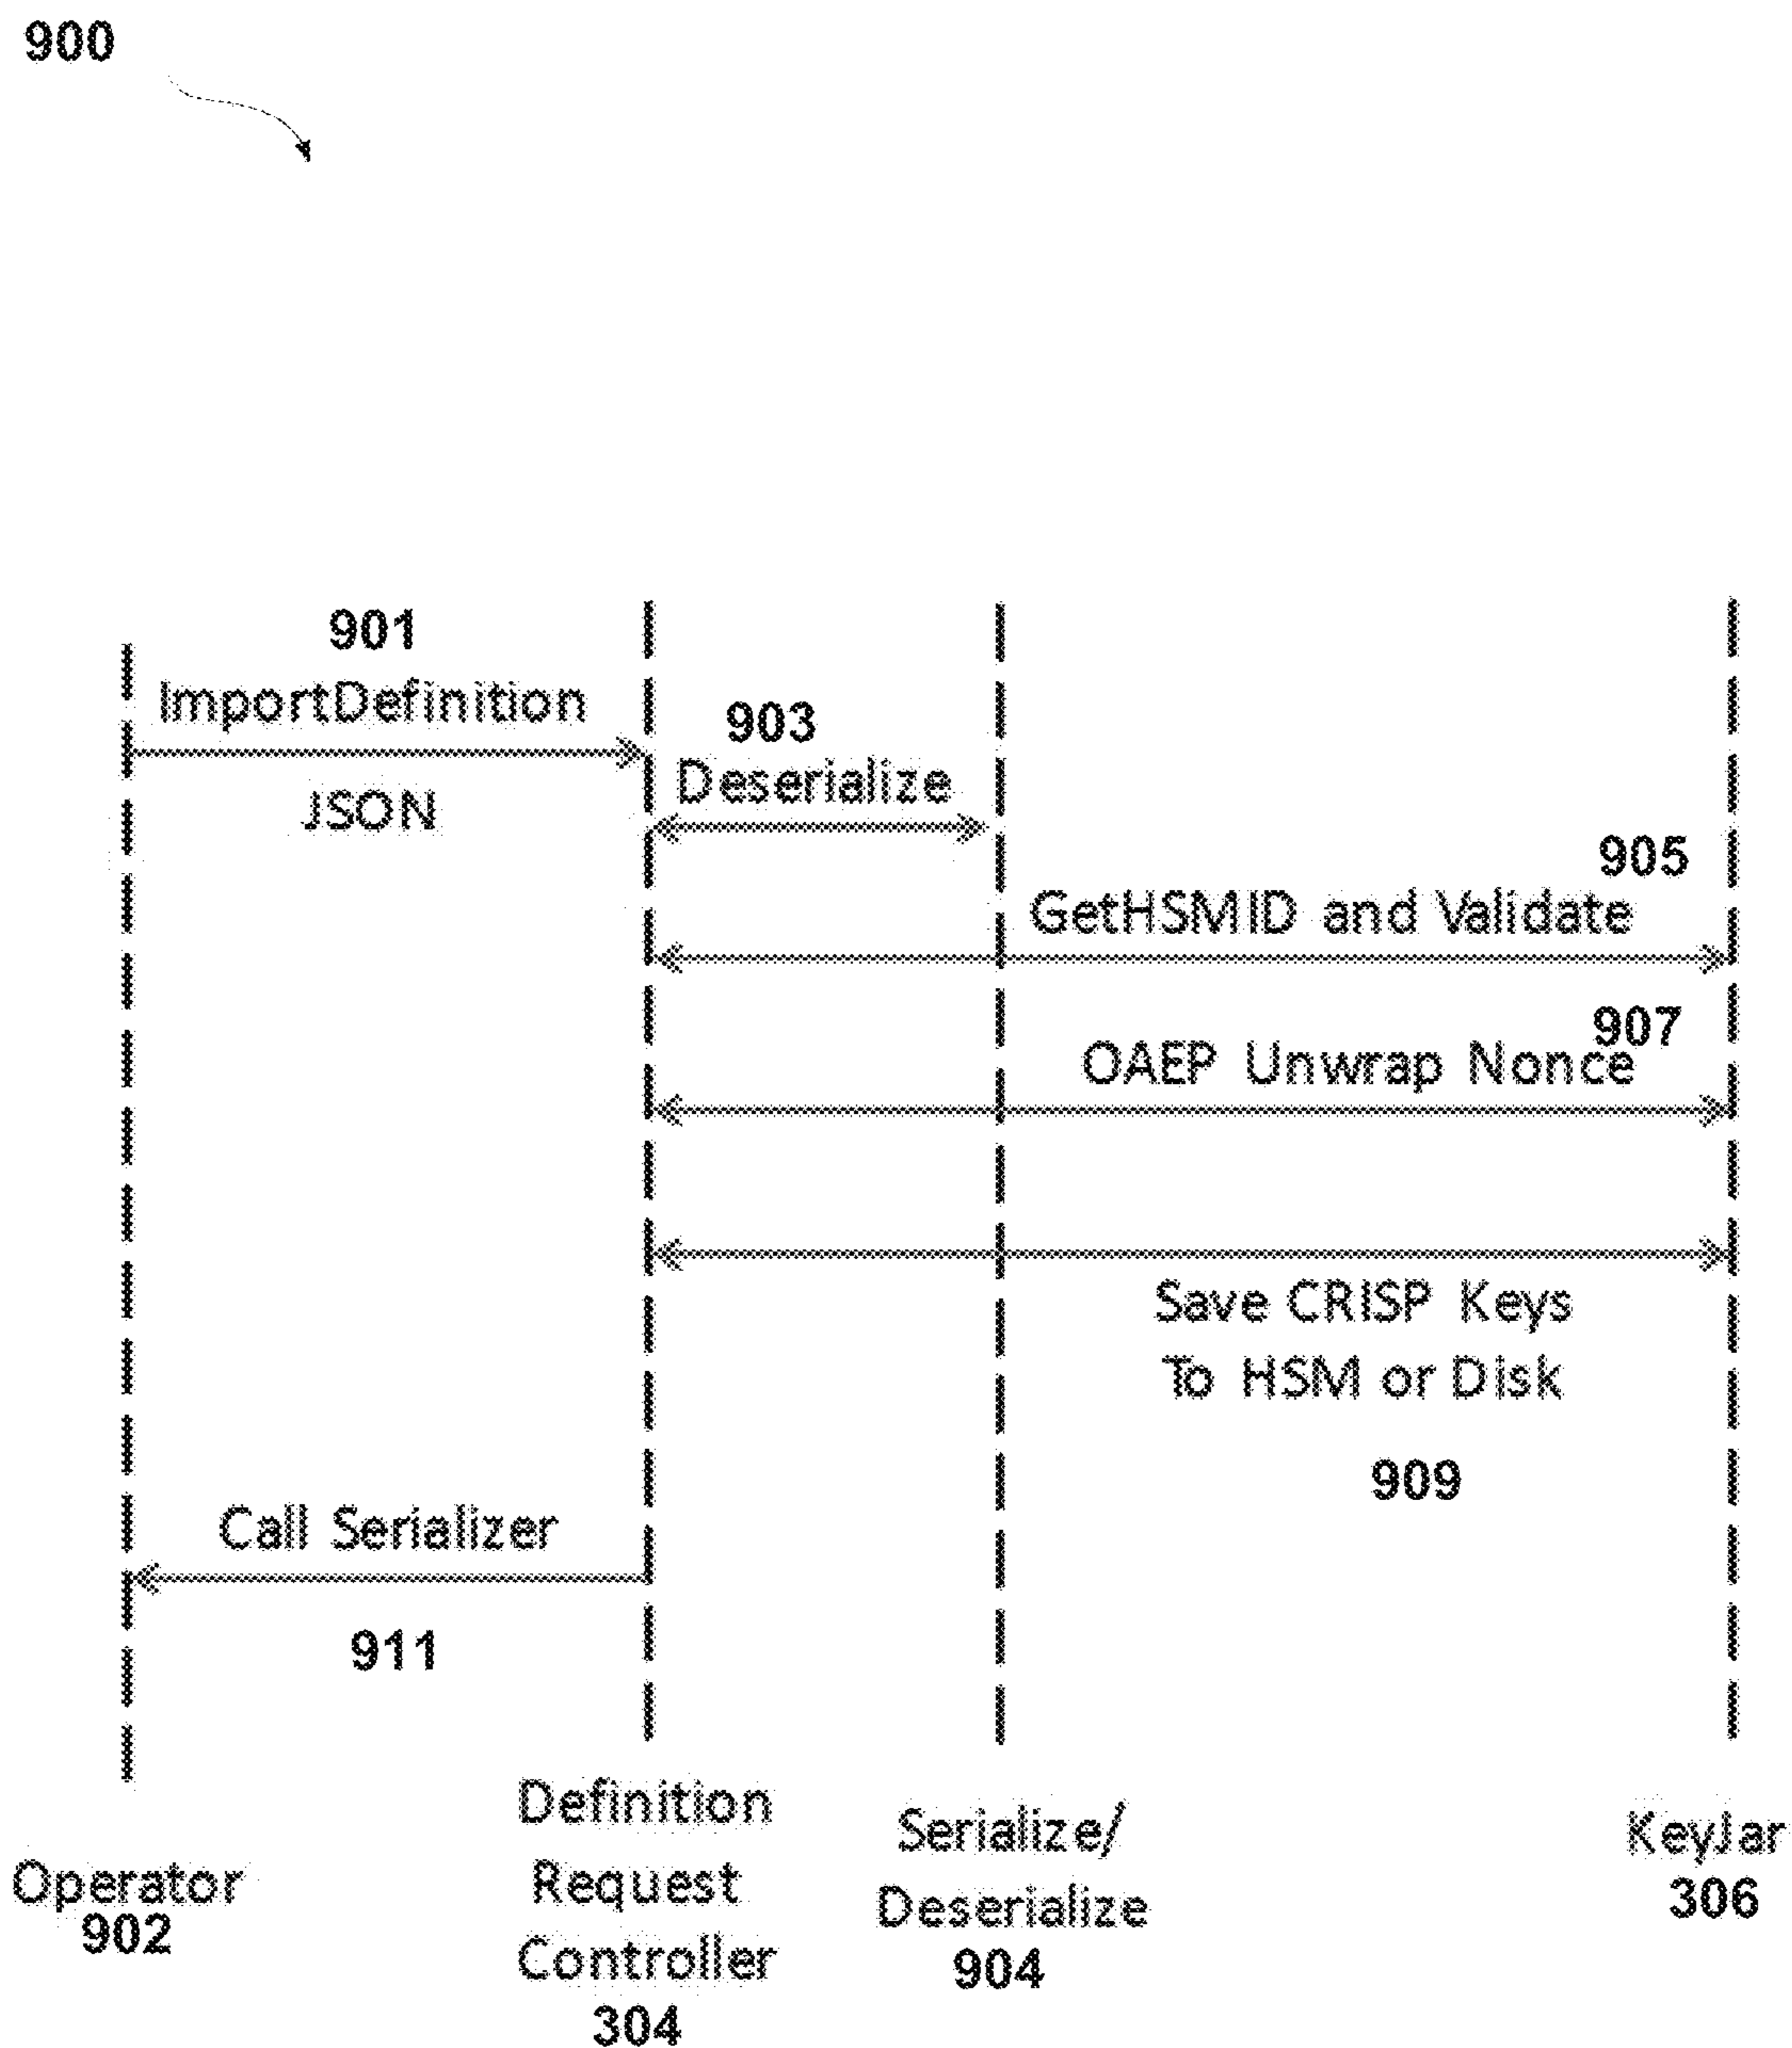 900
901
ImportDefinition
JSON
903
Deserialize
905
GetHSMID and Validate
907
OAEP Unwrap Nonce
Save CRISP Keys
To HSM or Disk
909
Call Serializer
911
Operator
902
Definition
Request
Controller
304
Serialize/
Deserialize
904
KeyJar
306